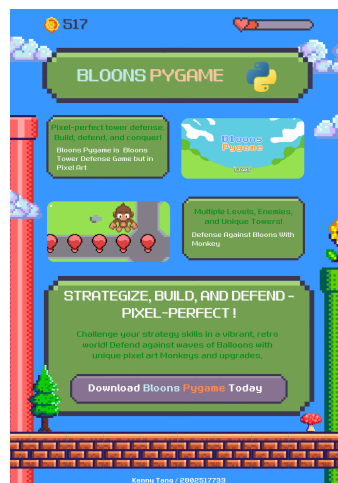 517
BLOONS PYGAME
Pixel-perfect tower defense,
Build, defend, and conquer!
Bloons Pygame is Bloons
Tower Defense Game but in
Pixel Art
Bloons
Pygame
Multiple Levels, Enemies,
and Unique Towers!
Defense Against Bloons With
Monkey
STRATEGIZE, BUILD, AND DEFEND -
PIXEL-PERFECT !
Challenge your strategy skills in a vibrant, retro
world! Defend against waves of Balloons with
unique pixel art Monkeys and upgrades,
Download Bloons Pygame Today
Kenny Tang / 2802517733